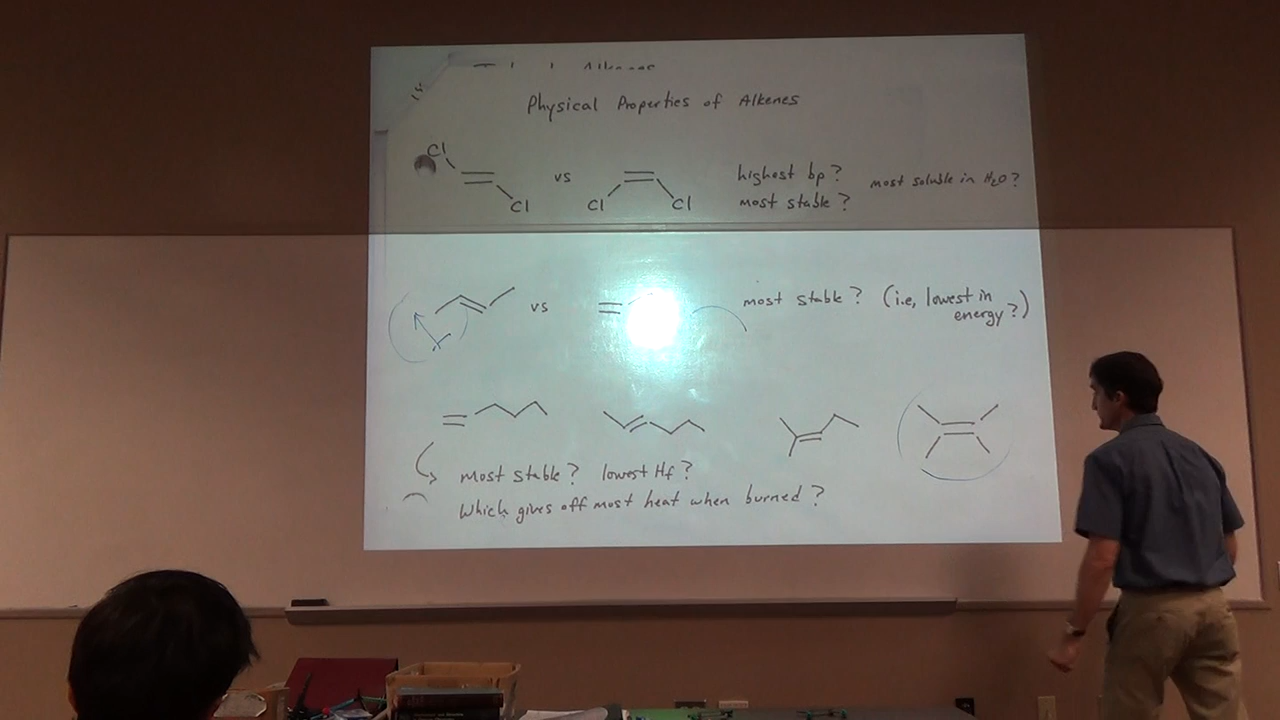 Alkenes
Physical Properties of Alkenes
Cl
Cl
vs
Cl
Cl
highest bp?
most stable?
most soluble in H₂O?
vs
most stable? (i.e, lowest in
energy?)
most stable? lowest Hf?
Which gives off most heat when burned?